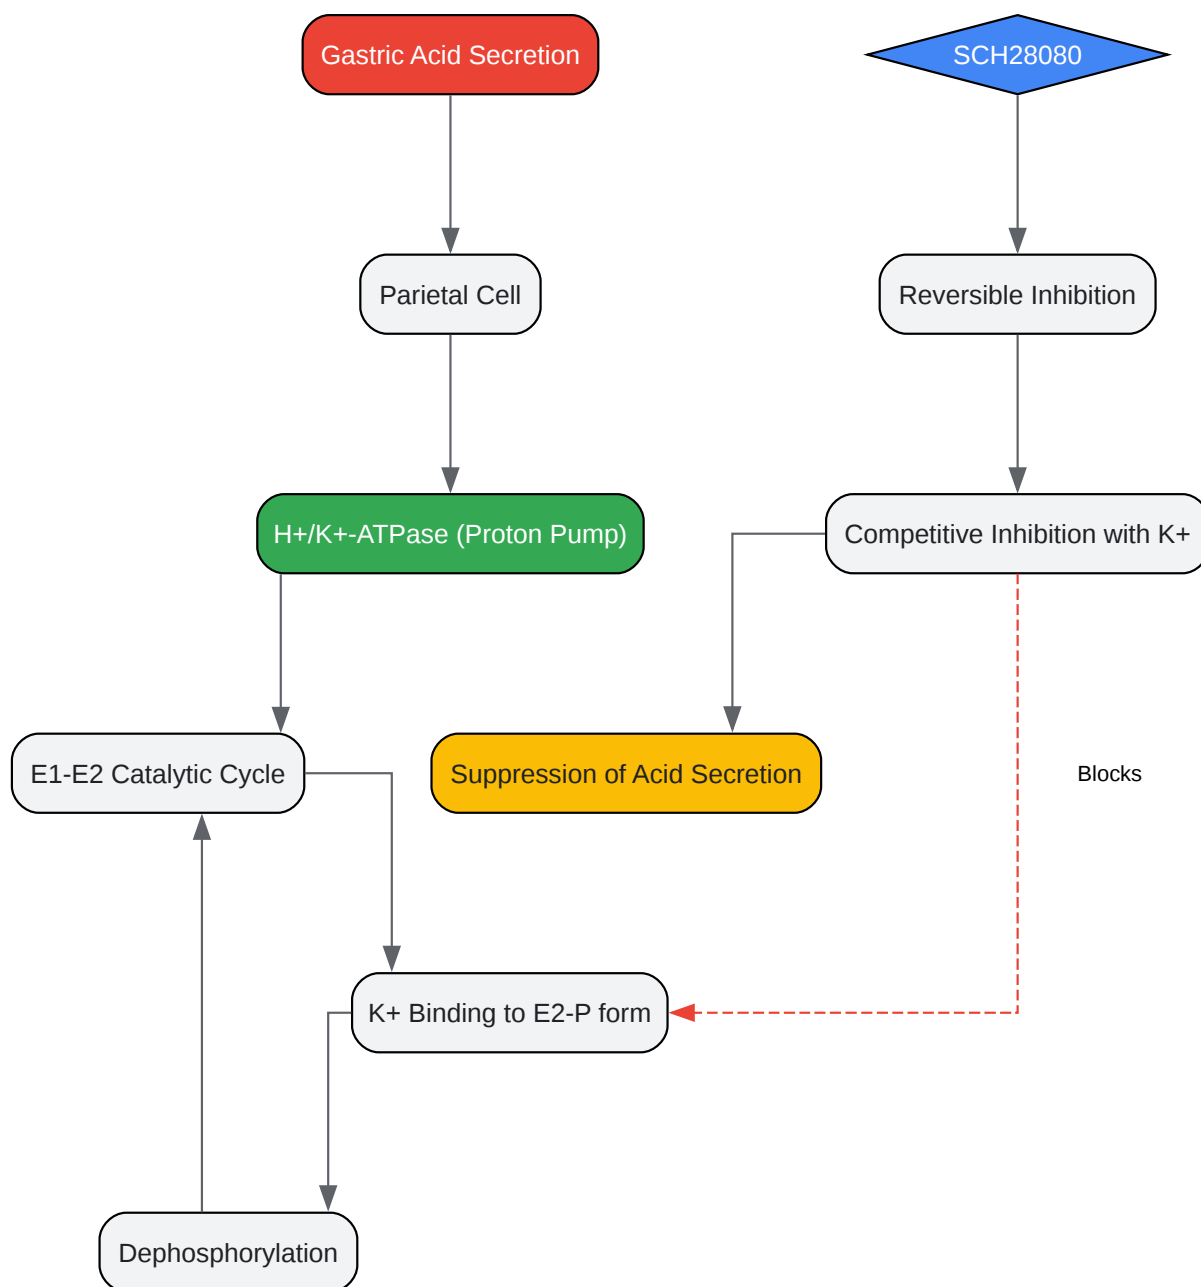 Gastric Acid Secretion
SCH28080
Parietal Cell
Reversible Inhibition
H+/K+-ATPase (Proton Pump)
Competitive Inhibition with K+
E1-E2 Catalytic Cycle
Suppression of Acid Secretion
Blocks
K+ Binding to E2-P form
Dephosphorylation